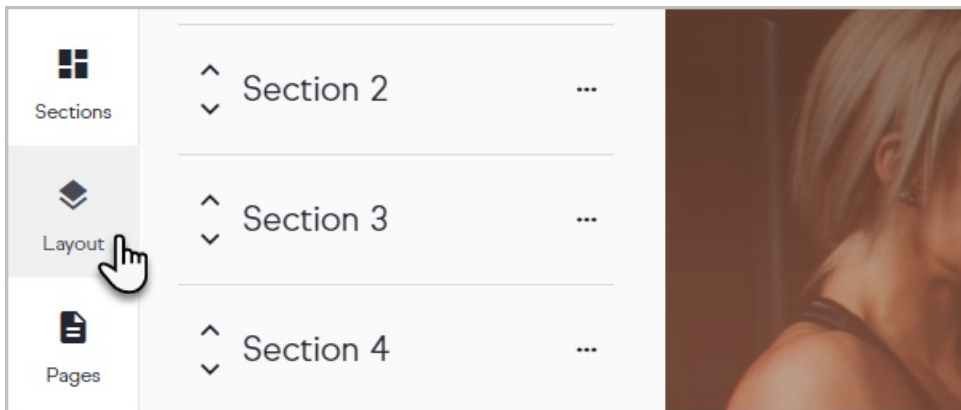 Sections
Layout
Pages
Section 2
Section 3
Section 4